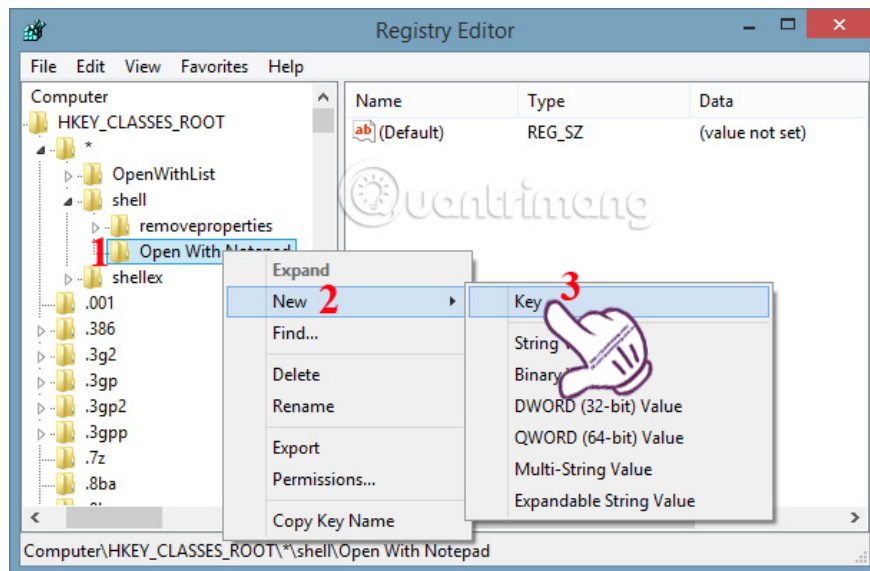 Registry Editor
File Edit View Favorites Help
Computer
HKEY_CLASSES_ROOT
*
OpenWithList
shell
removeproperties
1
Open With Notepad
shellex
.001
.386
.3g2
.3gp
.3gp2
.3gpp
.7z
.8ba
Name Type Data
ab (Default) REG_SZ (value not set)
Quantrimang
Expand
New 2
Find...
Delete
Rename
Export
Permissions...
Copy Key Name
Key 3
String
Binary
DWORD (32-bit) Value
QWORD (64-bit) Value
Multi-String Value
Expandable String Value
Computer\HKEY_CLASSES_ROOT\*\shell\Open With Notepad